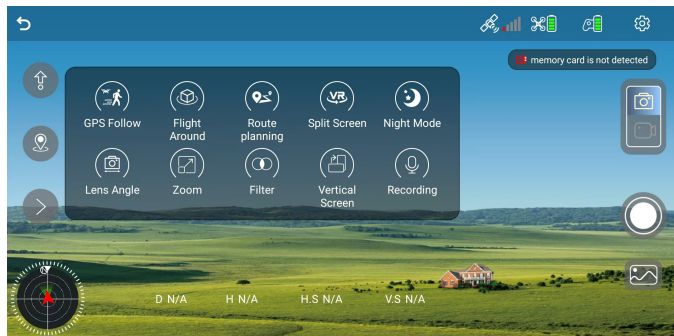 memory card is not detected
GPS Follow
Flight Around
Route planning
VR
Split Screen
Night Mode
Lens Angle
Zoom
Filter
Vertical Screen
Recording
D N/A
H N/A
H.S N/A
V.S N/A